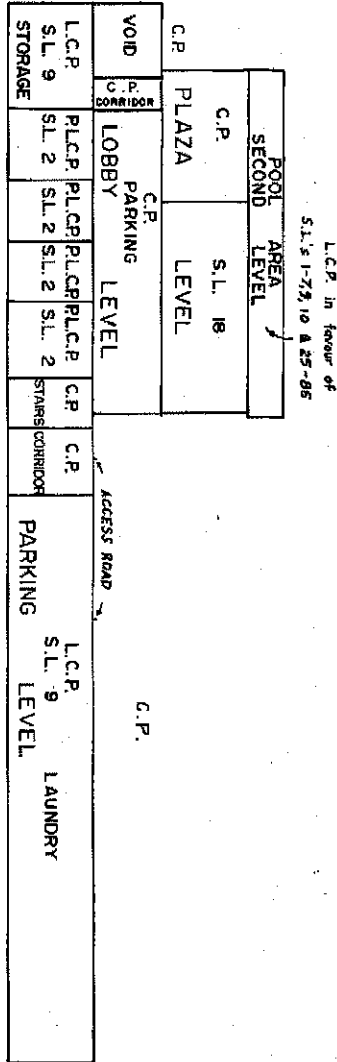 L.C.P. in favour of
S.L.'s 1-7,9, 10 & 25-86
POOL AREA
SECOND LEVEL
C.P. S.L. 18
C.P. PLAZA LEVEL
C.P.
VOID C.P. PARKING C.P.
CORRIDOR
LOBBY LEVEL
ACCESS ROAD
L.C.P. P.L.C.P. P.L.C.P. P.L.C.P. P.L.C.P. C.P. C.P. L.C.P.
S.L. 9 S.L. 2 S.L. 2 S.L. 2 S.L. 2 S.L. 9 LAUNDRY
STORAGE STAIRS CORRIDOR PARKING LEVEL